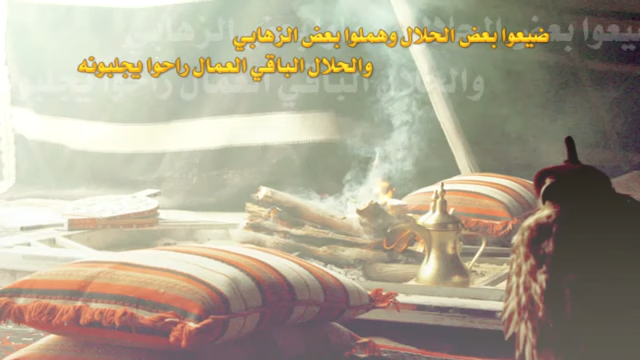 ضيعوا بعض الحلال وهملوا بعض الزهابي
والحلال الباقي العمال راحوا يجلبونه